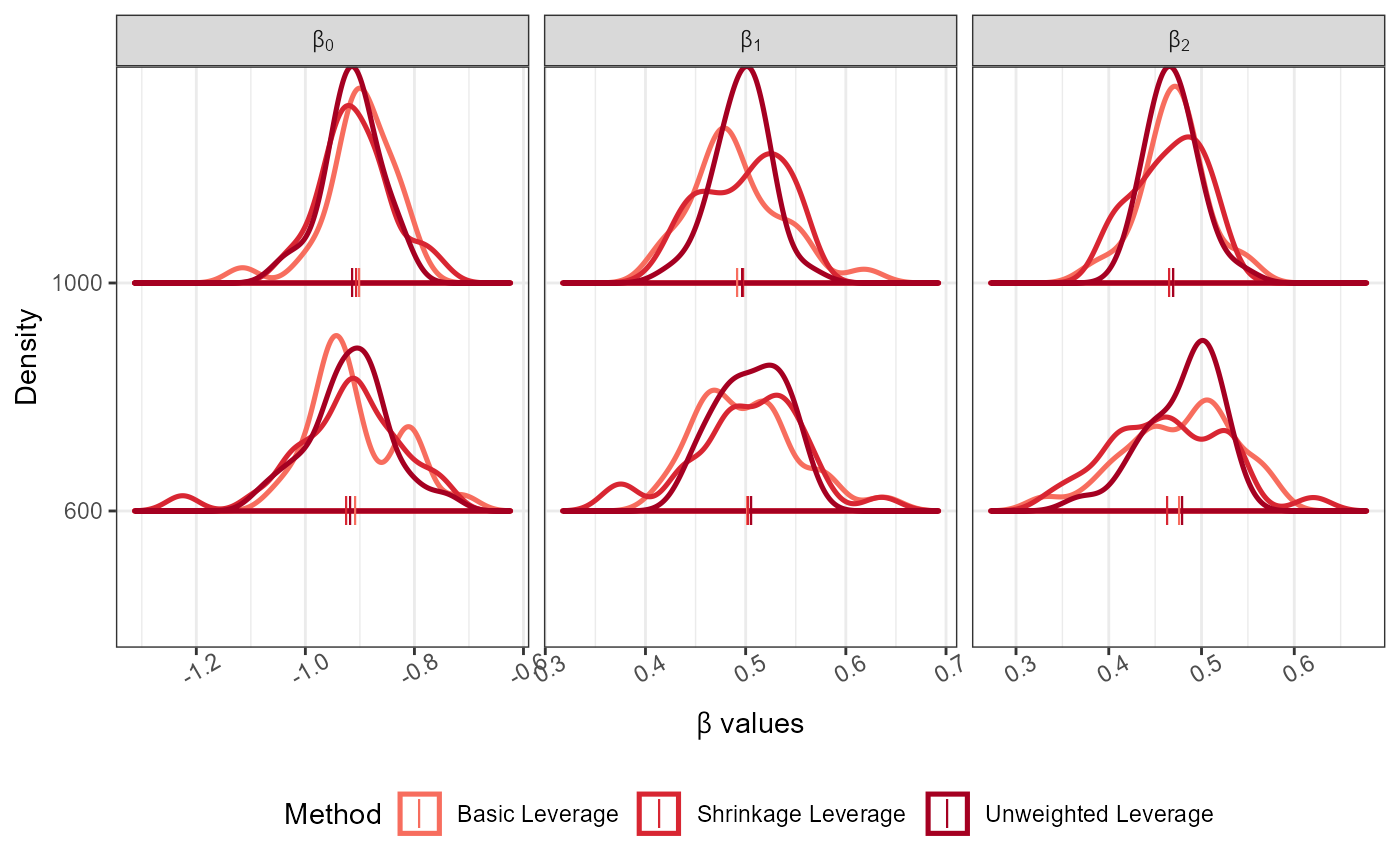 β₀ β₁ β₂
Density
1000
600
-1.2 -1.0 -0.8 -0.6 0.3 0.4 0.5 0.6 0.7 0.3 0.4 0.5 0.6
β values
Method Basic Leverage Shrinkage Leverage Unweighted Leverage